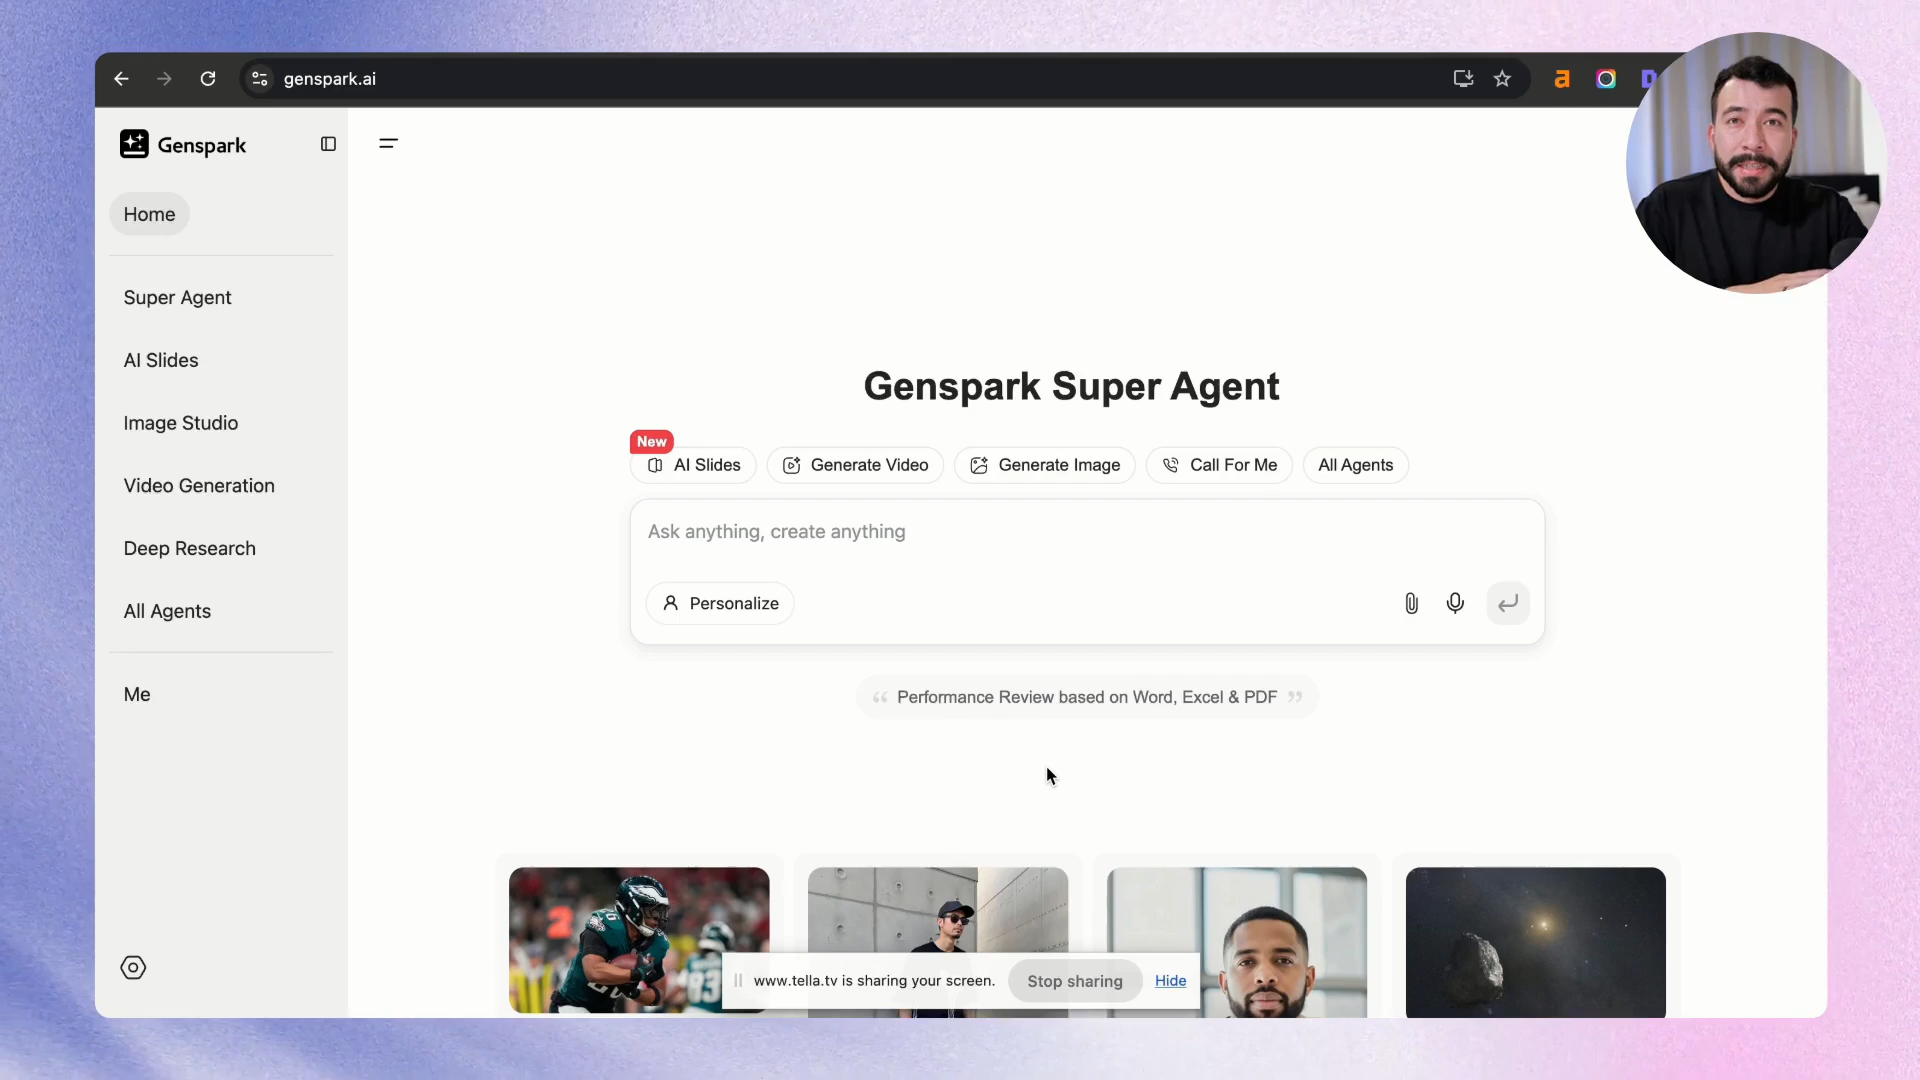 genspark.ai
Genspark
Home
Super Agent
AI Slides
Image Studio
Video Generation
Deep Research
All Agents
Me
Genspark Super Agent
New
AI Slides
Generate Video
Generate Image
Call For Me
All Agents
Ask anything, create anything
Personalize
“ Performance Review based on Word, Excel & PDF ”
www.tella.tv is sharing your screen.
Stop sharing
Hide